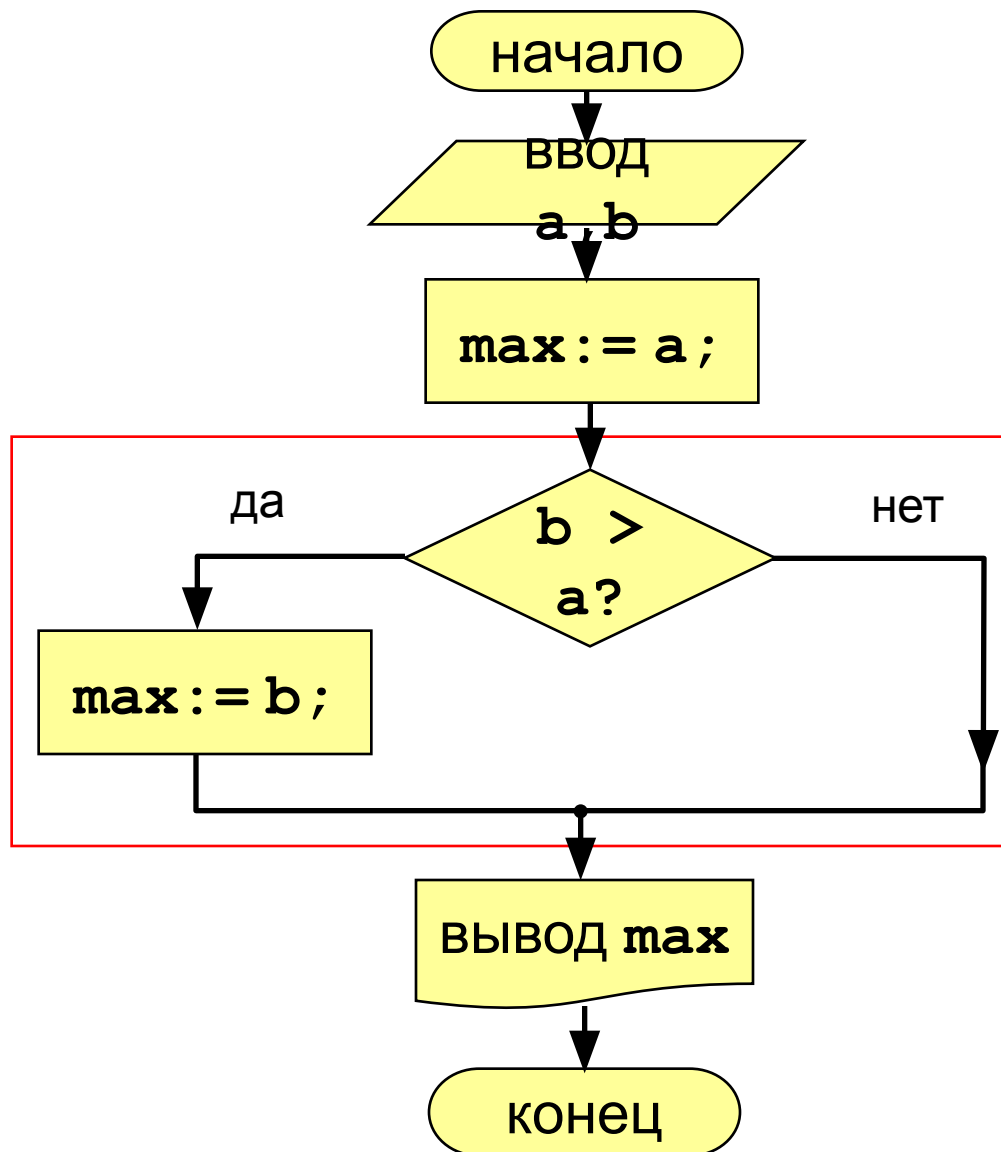 начало
ввод
a,b
max:= a;
да
нет
b >
a?
max:= b;
вывод max
конец